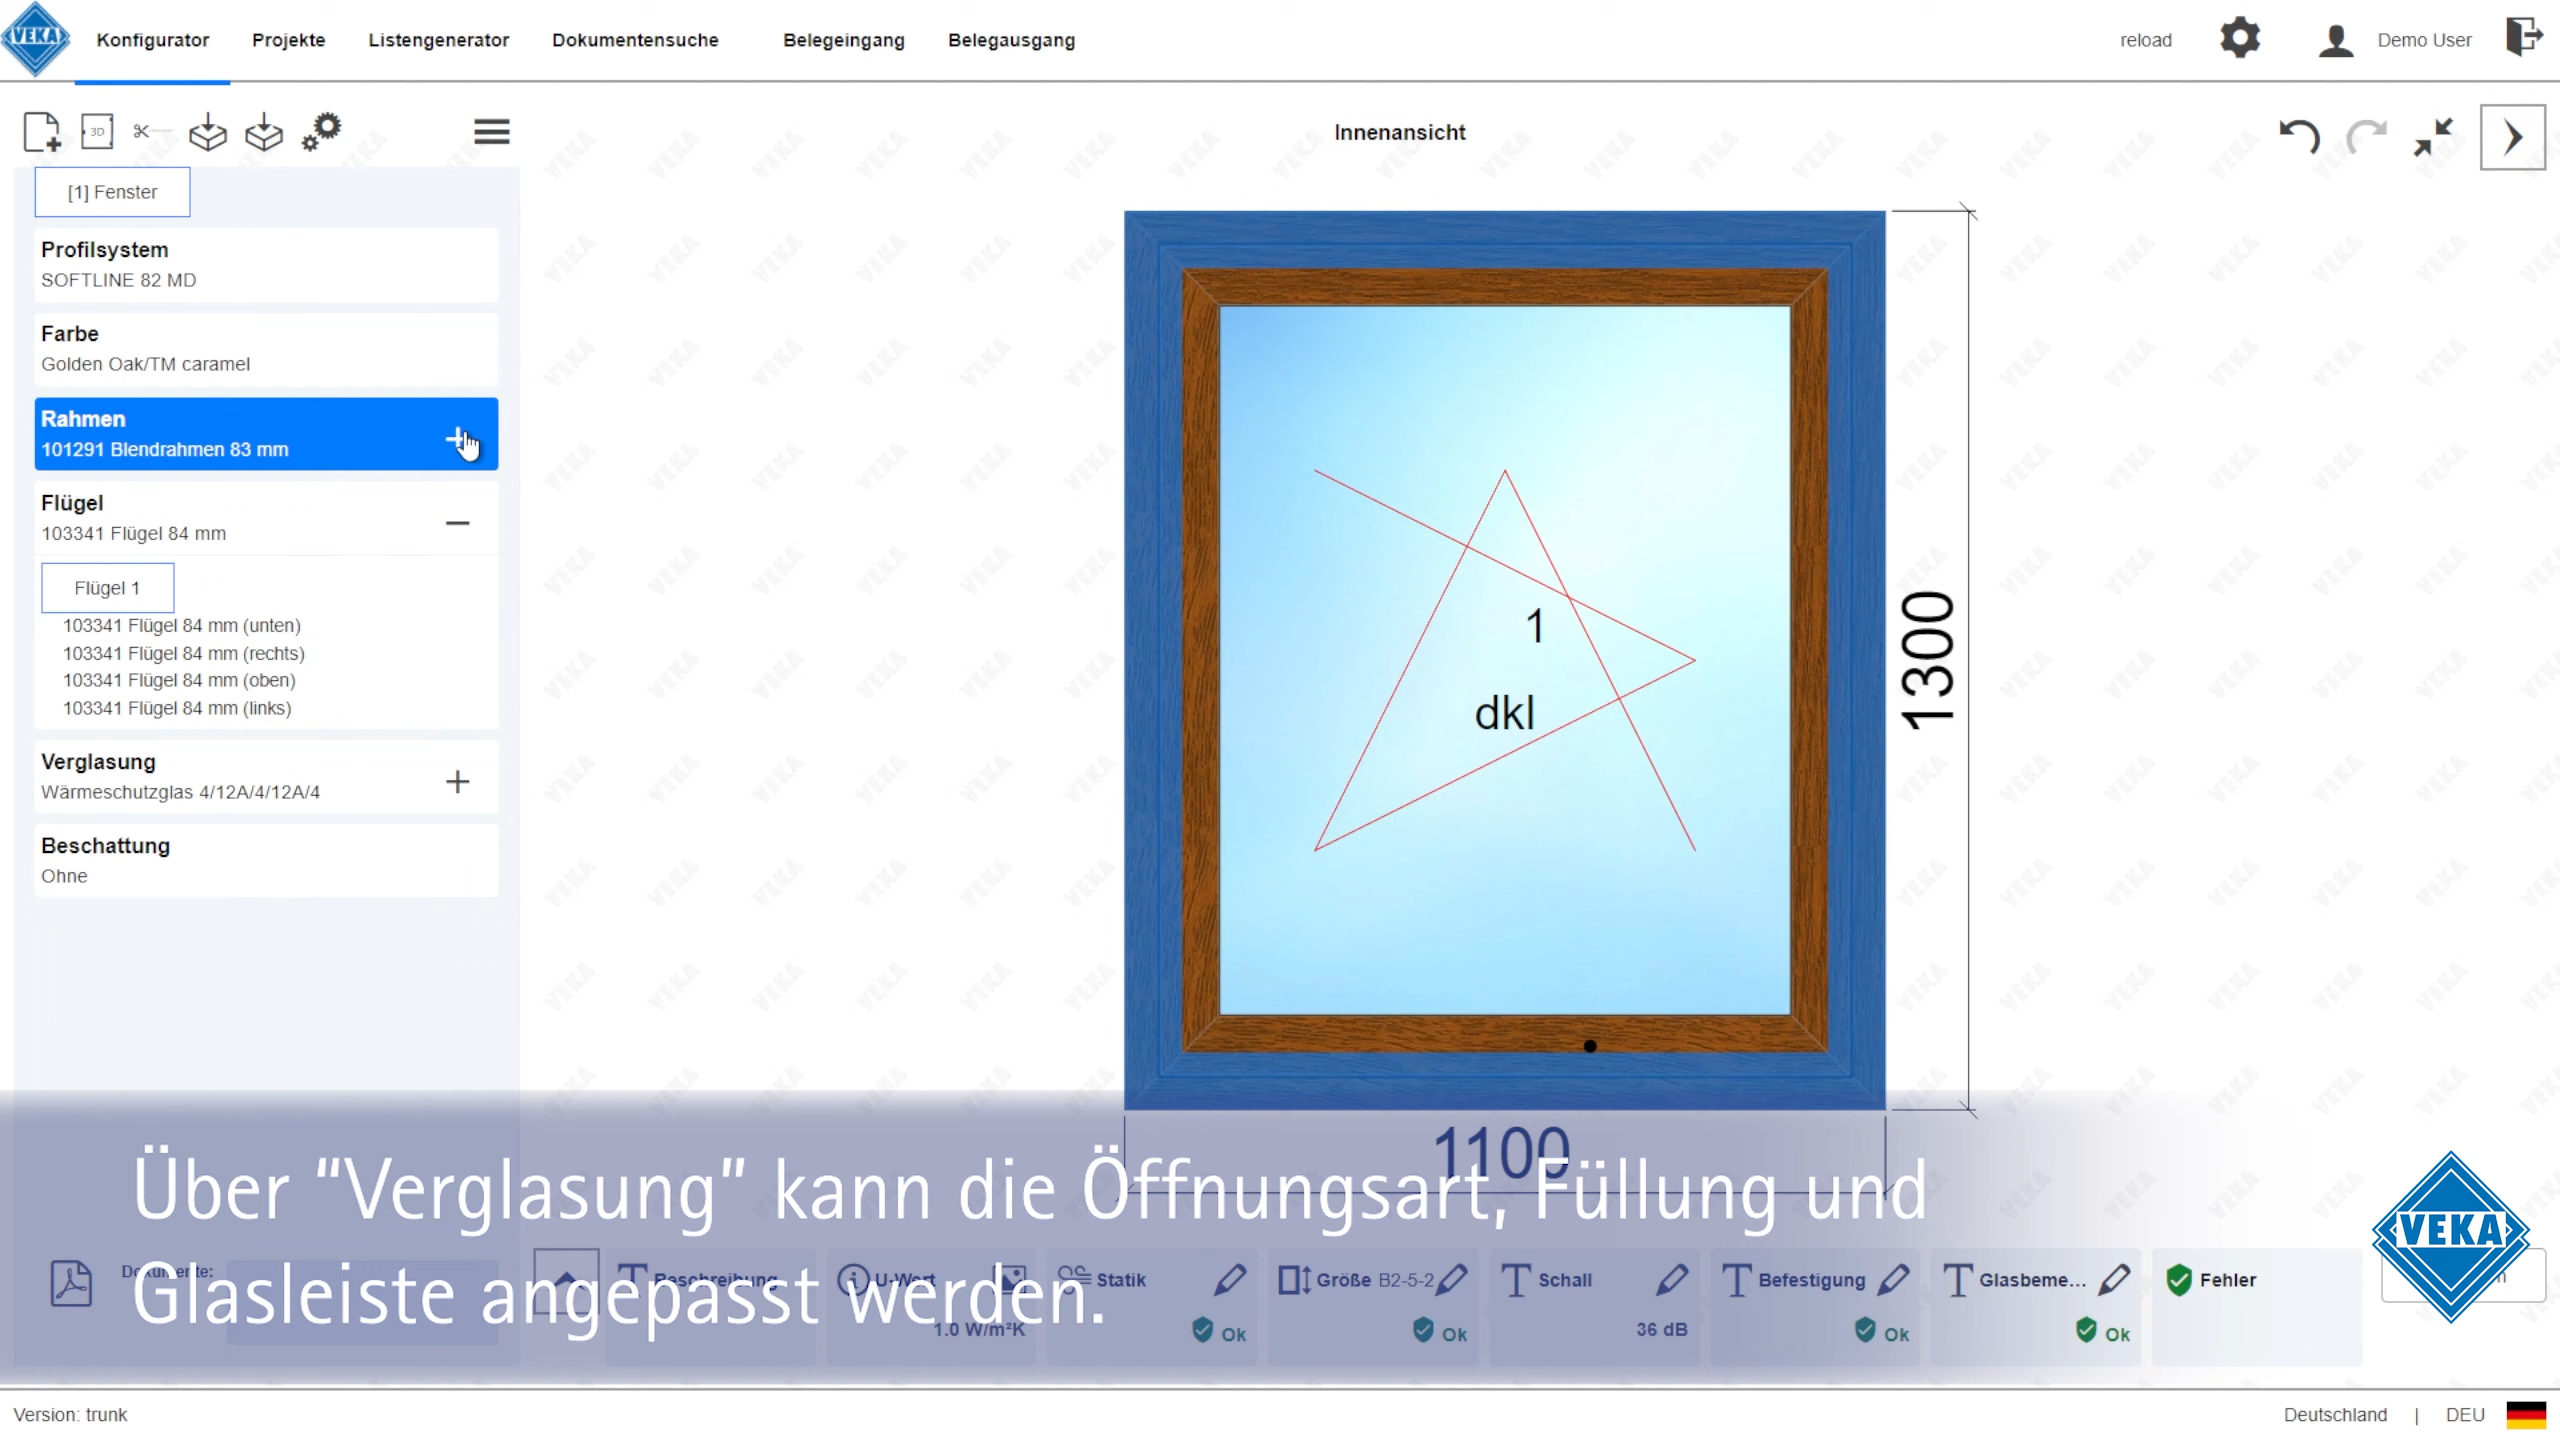 VEKA
Konfigurator Projekte Listengenerator Dokumentensuche Belegeingang Belegausgang reload Demo User
3D
Innenansicht
[1] Fenster
Profilsystem
SOFTLINE 82 MD
Farbe
Golden Oak/TM caramel
Rahmen
101291 Blendrahmen 83 mm
Flügel
103341 Flügel 84 mm
Flügel 1
103341 Flügel 84 mm (unten)
103341 Flügel 84 mm (rechts)
103341 Flügel 84 mm (oben)
103341 Flügel 84 mm (links)
Verglasung
Wärmeschutzglas 4/12A/4/12A/4
Beschattung
Ohne
1
dkl
1300
1100
Über “Verglasung” kann die Öffnungsart, Füllung und
Glasleiste angepasst werden.
VEKA
Dokumente:
Beschreibung
U-Wert
1.0 W/m²K
Statik
Ok
Größe B2-5-2
Ok
Schall
36 dB
Befestigung
Ok
Glasbeme...
Ok
Fehler
Version: trunk
Deutschland | DEU